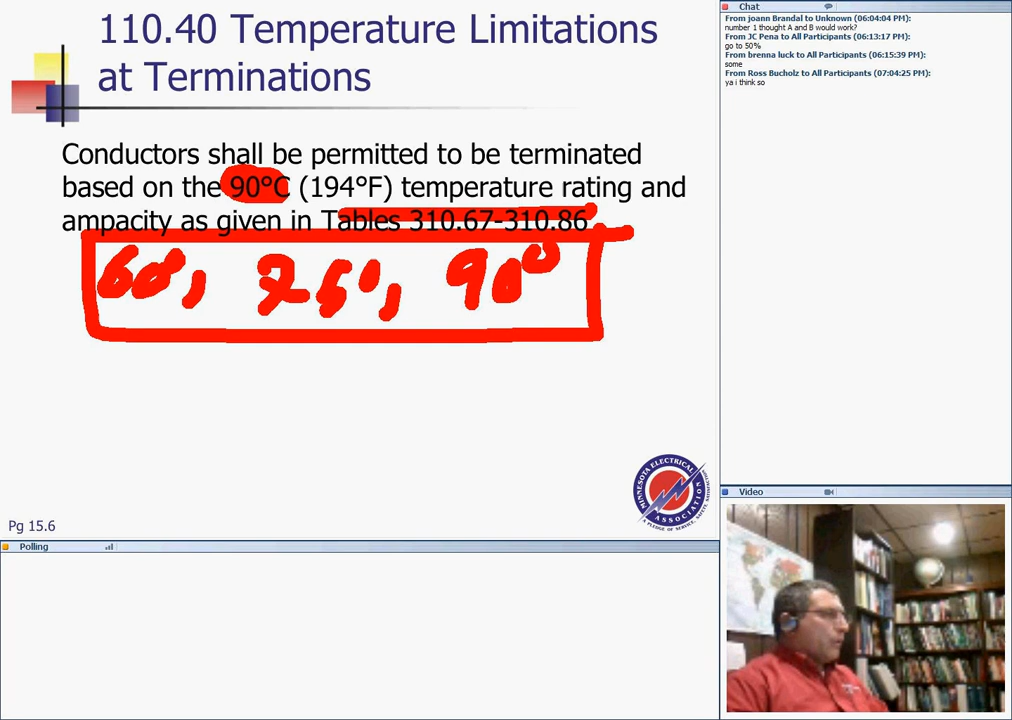 110.40 Temperature Limitations
at Terminations
Conductors shall be permitted to be terminated
based on the 90°C (194°F) temperature rating and
ampacity as given in Tables 310.67-310.86
60°, 75°, 90°
MINNESOTA ELECTRICAL
ASSOCIATION
Pg 15.6
Polling
Chat
From joann Brandal to Unknown (06:04:04 PM):
number 1 thought A and B would work?
From JC Pena to All Participants (06:13:17 PM):
go to 50%
From brenna luck to All Participants (06:15:39 PM):
some
From Ross Bucholz to All Participants (07:04:25 PM):
ya i think so
Video